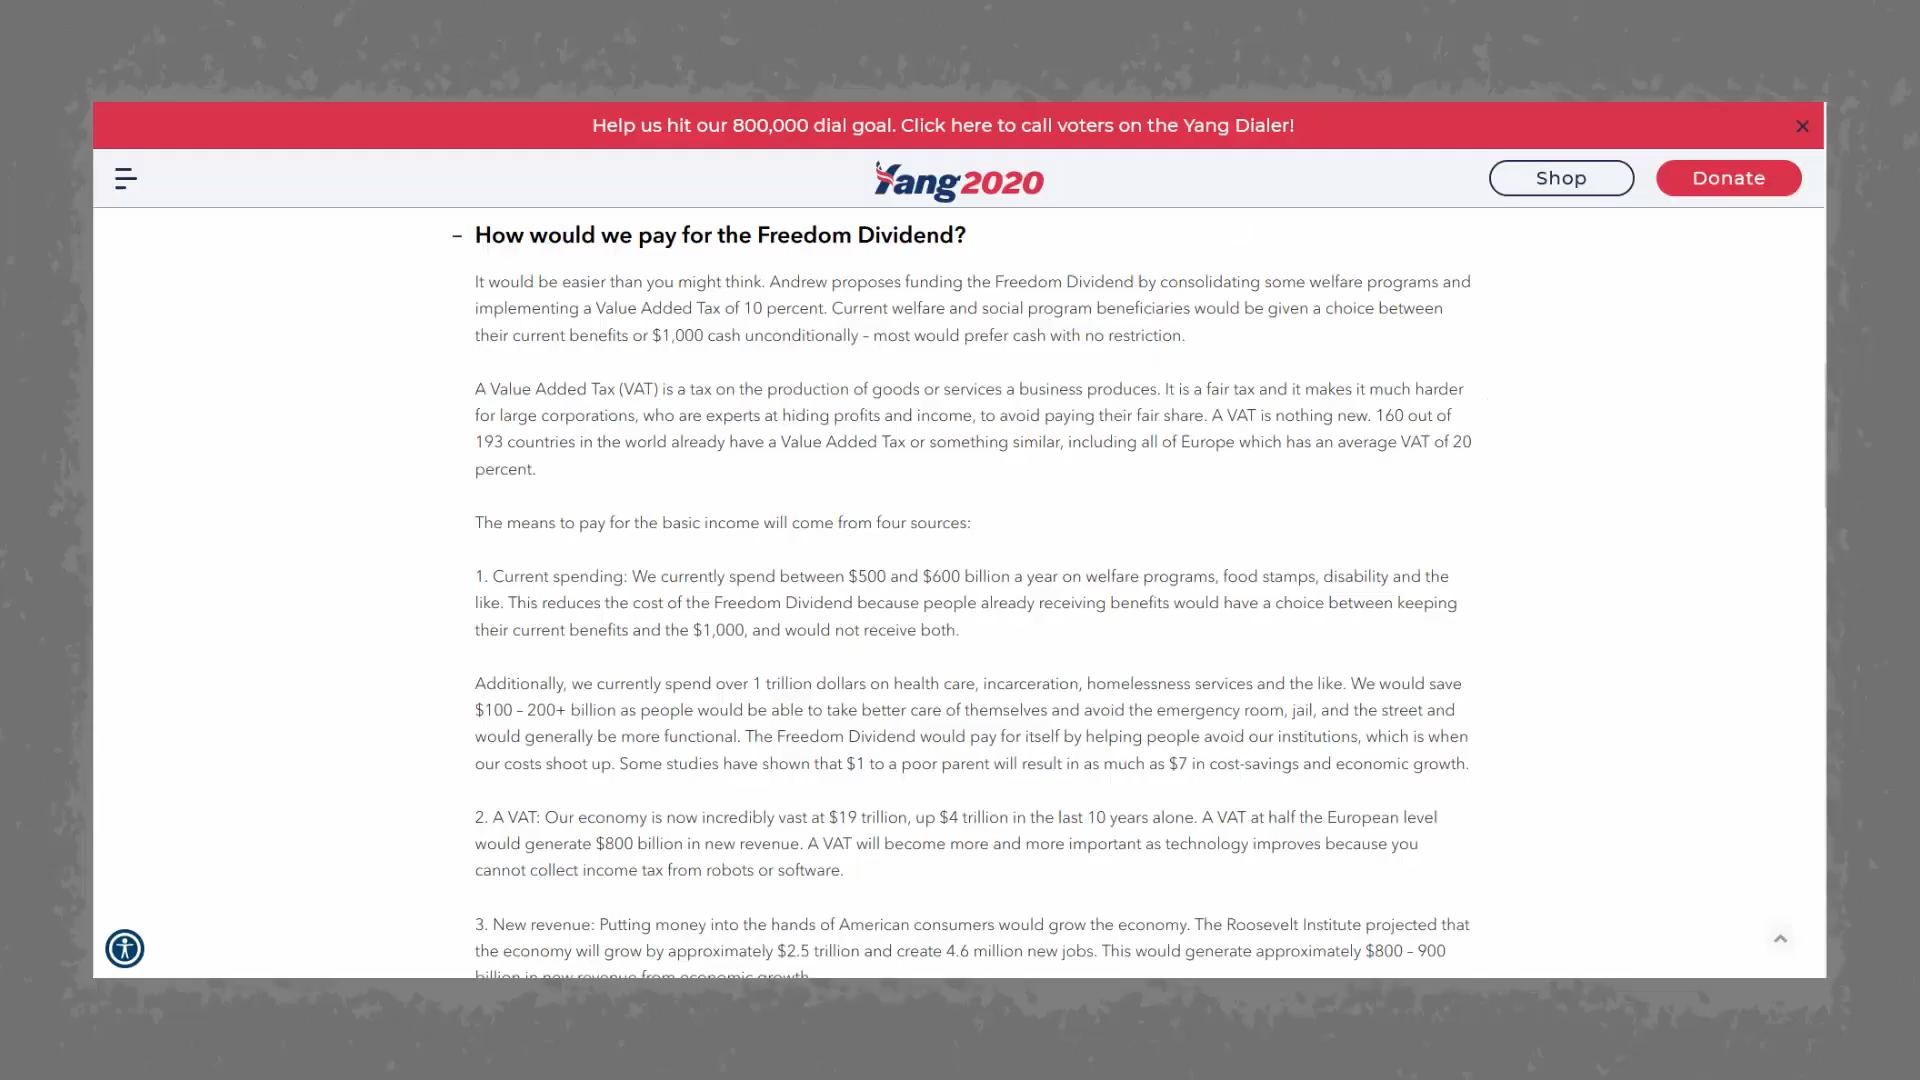 Help us hit our 800,000 dial goal. Click here to call voters on the Yang Dialer!
Yang2020
Shop
Donate
– How would we pay for the Freedom Dividend?
It would be easier than you might think. Andrew proposes funding the Freedom Dividend by consolidating some welfare programs and
implementing a Value Added Tax of 10 percent. Current welfare and social program beneficiaries would be given a choice between
their current benefits or $1,000 cash unconditionally – most would prefer cash with no restriction.
A Value Added Tax (VAT) is a tax on the production of goods or services a business produces. It is a fair tax and it makes it much harder
for large corporations, who are experts at hiding profits and income, to avoid paying their fair share. A VAT is nothing new. 160 out of
193 countries in the world already have a Value Added Tax or something similar, including all of Europe which has an average VAT of 20
percent.
The means to pay for the basic income will come from four sources:
1. Current spending: We currently spend between $500 and $600 billion a year on welfare programs, food stamps, disability and the
like. This reduces the cost of the Freedom Dividend because people already receiving benefits would have a choice between keeping
their current benefits and the $1,000, and would not receive both.
Additionally, we currently spend over 1 trillion dollars on health care, incarceration, homelessness services and the like. We would save
$100 – 200+ billion as people would be able to take better care of themselves and avoid the emergency room, jail, and the street and
would generally be more functional. The Freedom Dividend would pay for itself by helping people avoid our institutions, which is when
our costs shoot up. Some studies have shown that $1 to a poor parent will result in as much as $7 in cost-savings and economic growth.
2. A VAT: Our economy is now incredibly vast at $19 trillion, up $4 trillion in the last 10 years alone. A VAT at half the European level
would generate $800 billion in new revenue. A VAT will become more and more important as technology improves because you
cannot collect income tax from robots or software.
3. New revenue: Putting money into the hands of American consumers would grow the economy. The Roosevelt Institute projected that
the economy will grow by approximately $2.5 trillion and create 4.6 million new jobs. This would generate approximately $800 – 900
billion in new revenue from economic growth